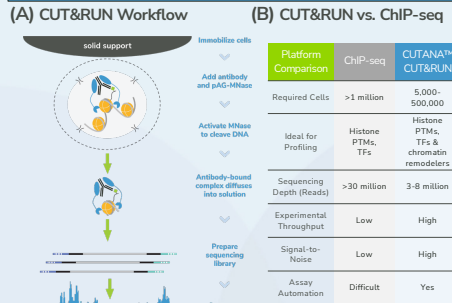 (A) CUT&RUN Workflow
solid support
Immobilize cells
Add antibody
and pAG-MNase
Activate MNase
to cleave DNA
Antibody-bound
complex diffuses
into solution
Prepare
sequencing
library
(B) CUT&RUN vs. ChIP-seq
Platform
Comparison
ChIP-seq
CUTANA™
CUT&RUN
Required Cells
>1 million
5,000-
500,000
Ideal for
Profiling
Histone
PTMs,
TFs
Histone
PTMs,
TFs &
chromatin
remodelers
Sequencing
Depth (Reads)
>30 million
3-8 million
Experimental
Throughput
Low
High
Signal-to-
Noise
Low
High
Assay
Automation
Difficult
Yes